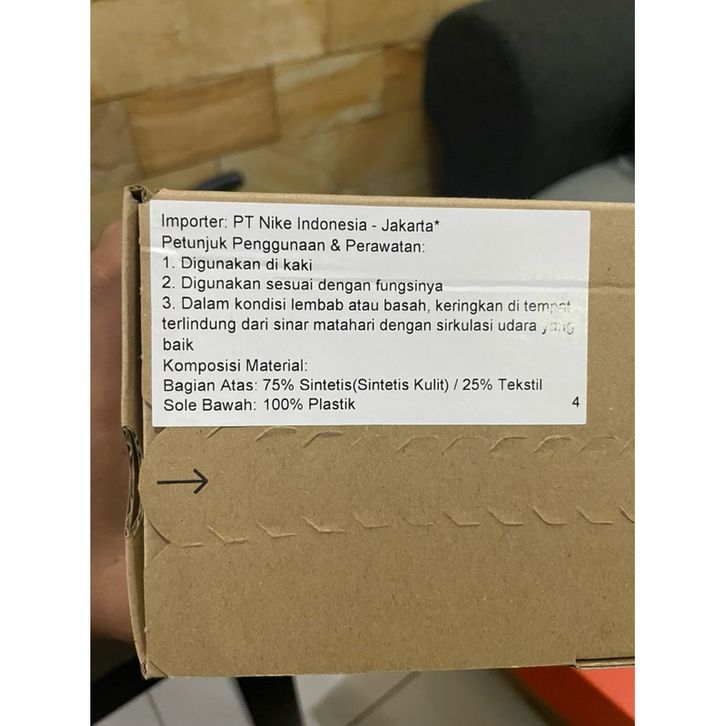 Importer: PT Nike Indonesia - Jakarta*
Petunjuk Penggunaan & Perawatan:
1. Digunakan di kaki
2. Digunakan sesuai dengan fungsinya
3. Dalam kondisi lembab atau basah, keringkan di tempat
terlindung dari sinar matahari dengan sirkulasi udara yang
baik
Komposisi Material:
Bagian Atas: 75% Sintetis(Sintetis Kulit) / 25% Tekstil
Sole Bawah: 100% Plastik 4